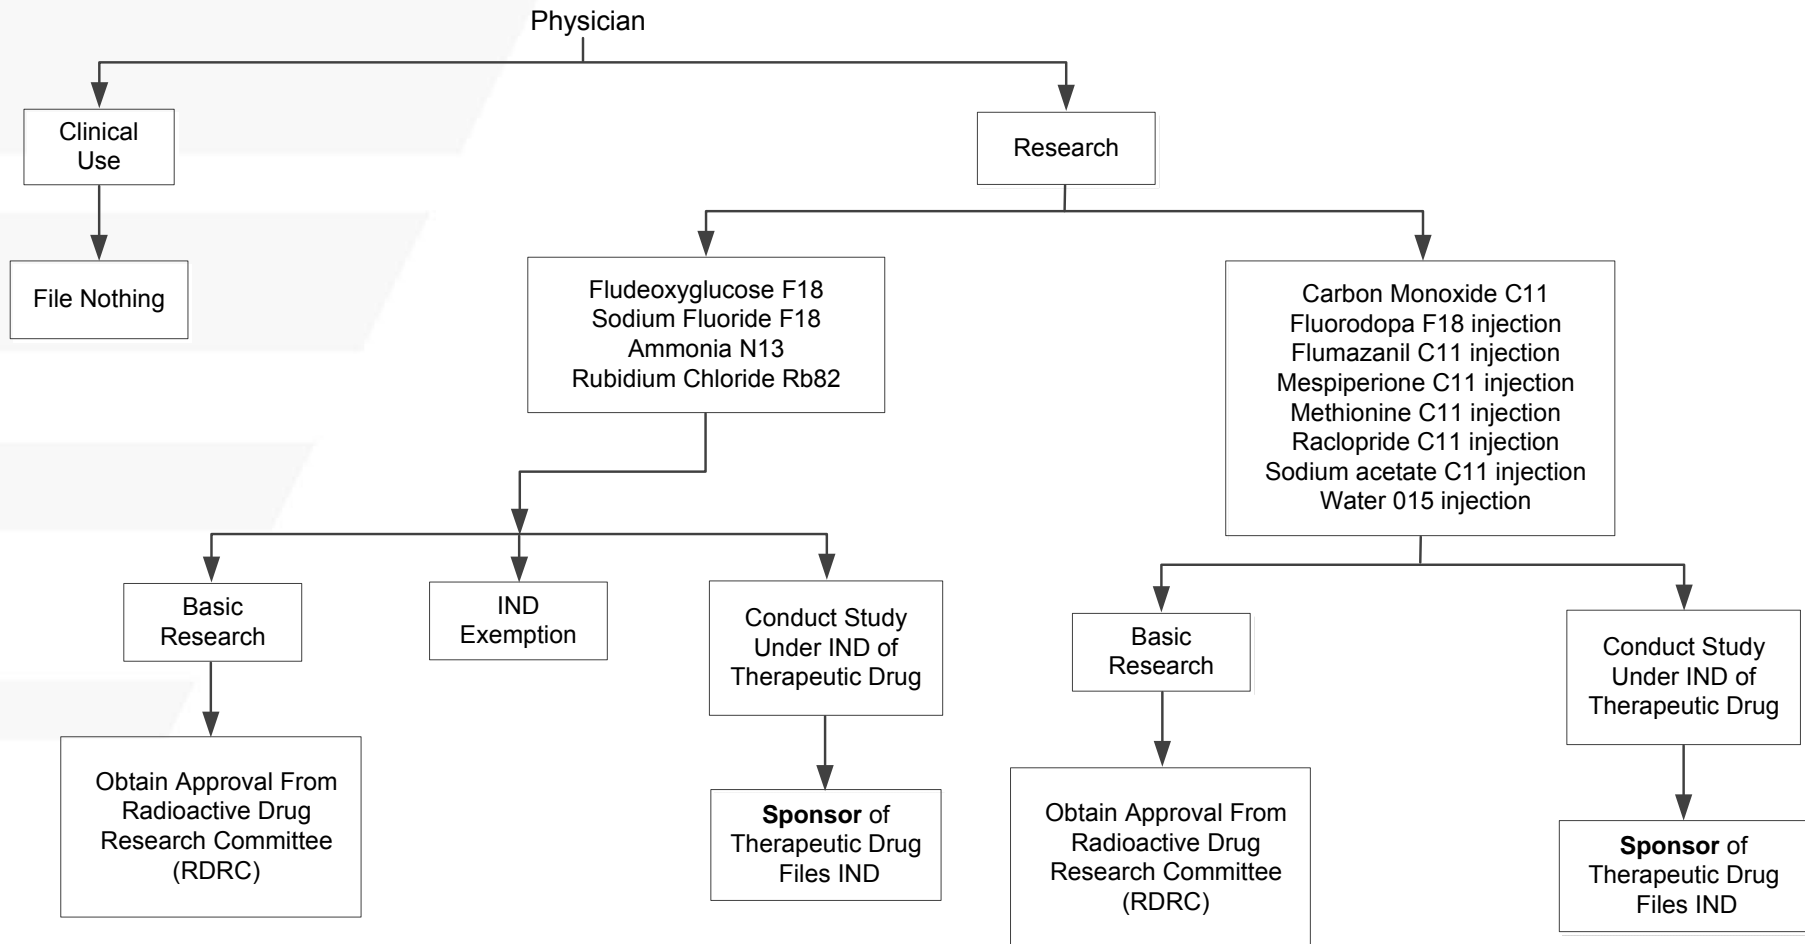 Physician
Clinical
Use
Research
File Nothing
Fludeoxyglucose F18
Sodium Fluoride F18
Ammonia N13
Rubidium Chloride Rb82
Carbon Monoxide C11
Fluorodopa F18 injection
Flumazanil C11 injection
Mespiperione C11 injection
Methionine C11 injection
Raclopride C11 injection
Sodium acetate C11 injection
Water 015 injection
Basic
Research
IND
Exemption
Conduct Study
Under IND of
Therapeutic Drug
Basic
Research
Conduct Study
Under IND of
Therapeutic Drug
Obtain Approval From
Radioactive Drug
Research Committee
(RDRC)
Sponsor of
Therapeutic Drug
Files IND
Obtain Approval From
Radioactive Drug
Research Committee
(RDRC)
Sponsor of
Therapeutic Drug
Files IND